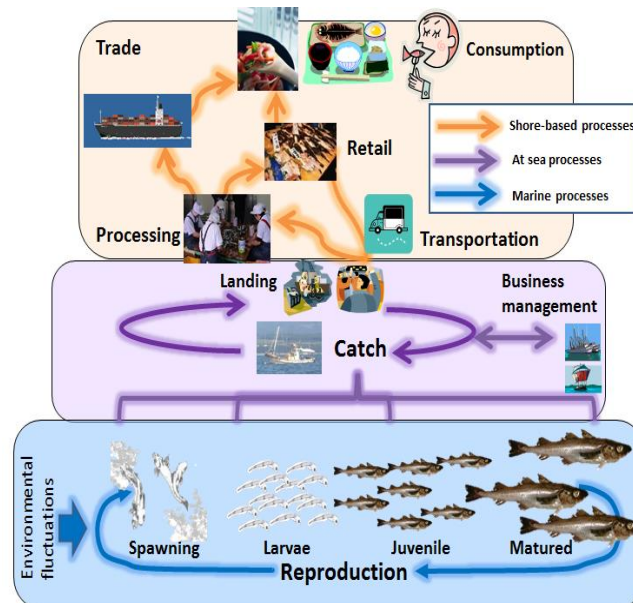 Trade
Consumption
Shore-based processes
At sea processes
Marine processes
Retail
Processing
Transportation
Landing
Business
management
Catch
Environmental
fluctuations
Spawning
Larvae
Juvenile
Matured
Reproduction